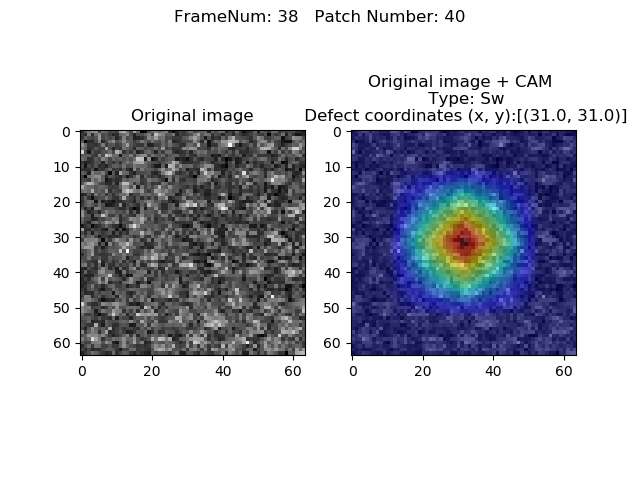 FrameNum: 38   Patch Number: 40
Original image
Original image + CAM
Type: Sw
Defect coordinates (x, y):[(31.0, 31.0)]
0
10
20
30
40
50
60
0 20 40 60
0
10
20
30
40
50
60
0 20 40 60